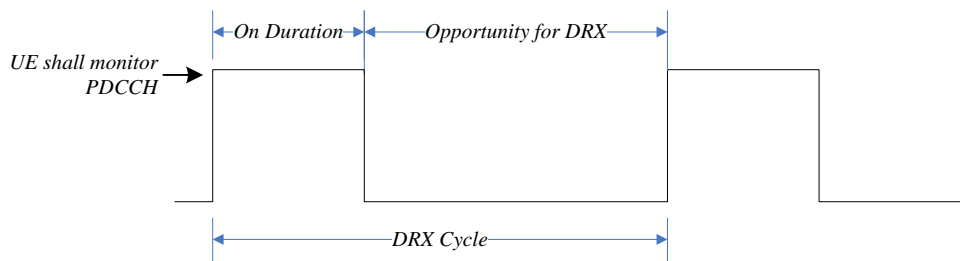 On Duration
Opportunity for DRX
UE shall monitor
PDCCH
DRX Cycle